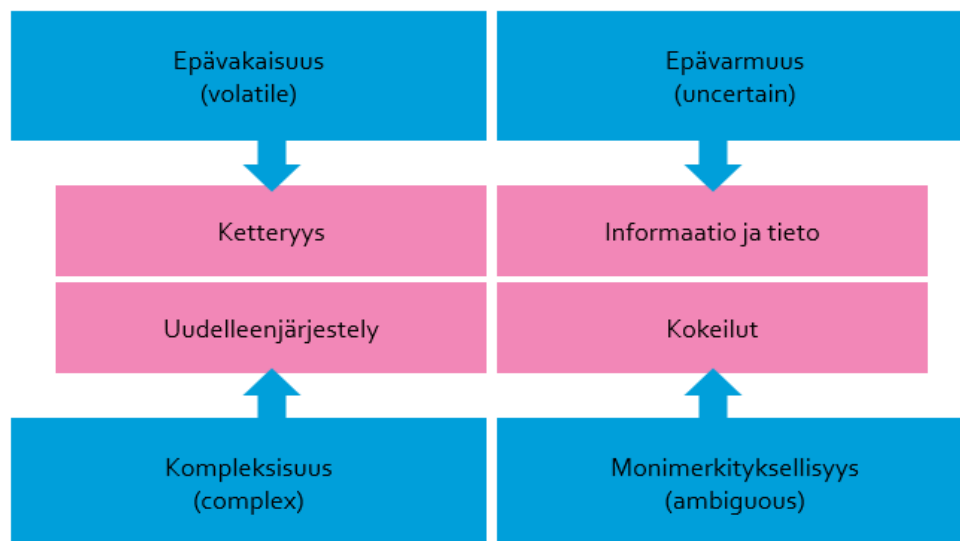 Epävakaisuus
(volatile)
Epävarmuus
(uncertain)
Ketteryys
Informaatio ja tieto
Uudelleenjärjestely
Kokeilut
Kompleksisuus
(complex)
Monimerkityksellisyys
(ambiguous)